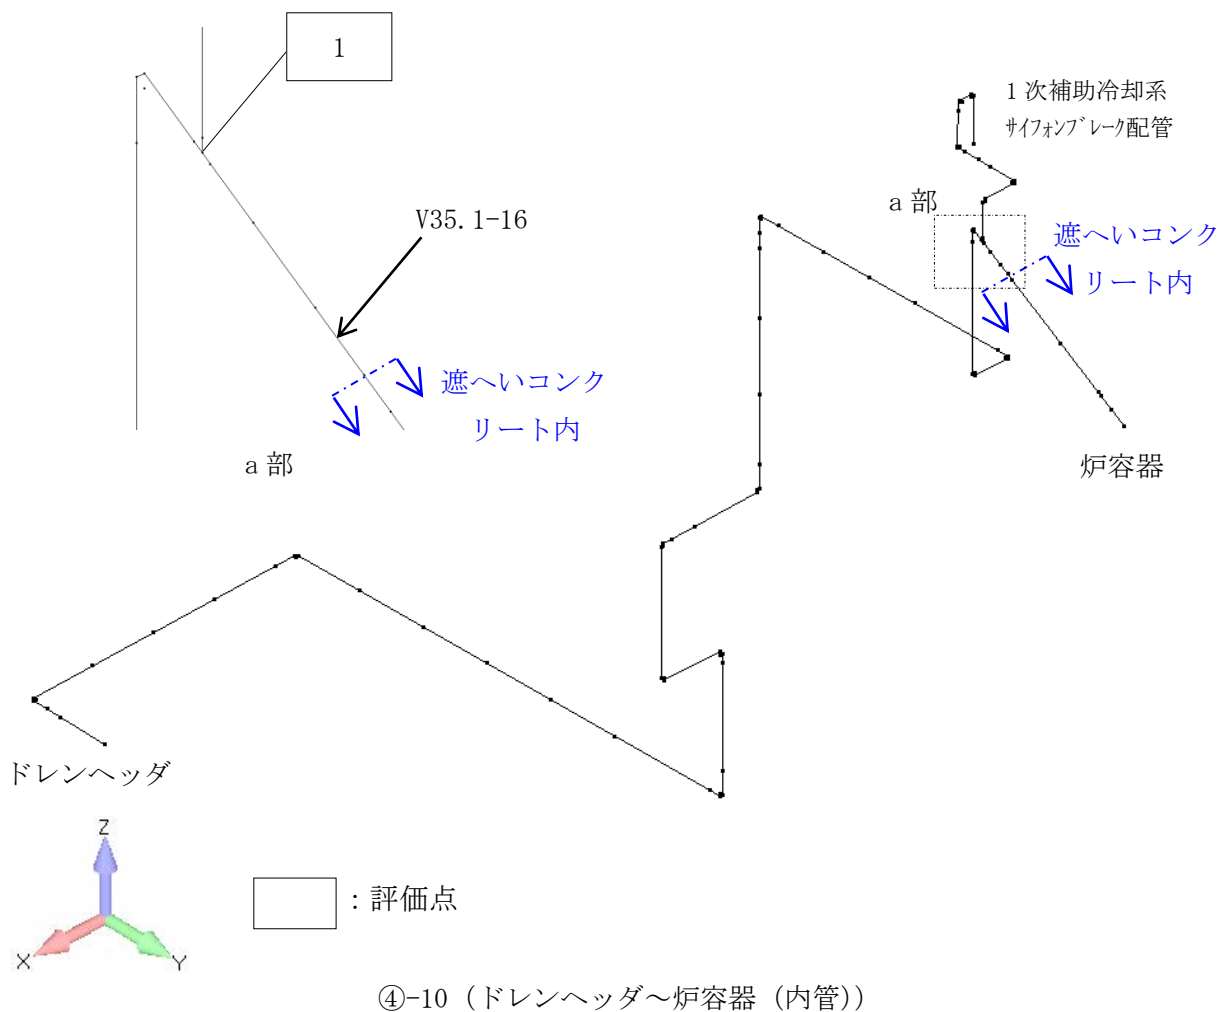 1
1次補助冷却系
ｻｲﾌｫﾝﾌﾞﾚｰｸ配管
a部
V35.1-16
遮へいコンク
リート内
遮へいコンク
リート内
a部
炉容器
ドレンヘッダ
Z
X
Y
：評価点
④-10（ドレンヘッダ～炉容器（内管））